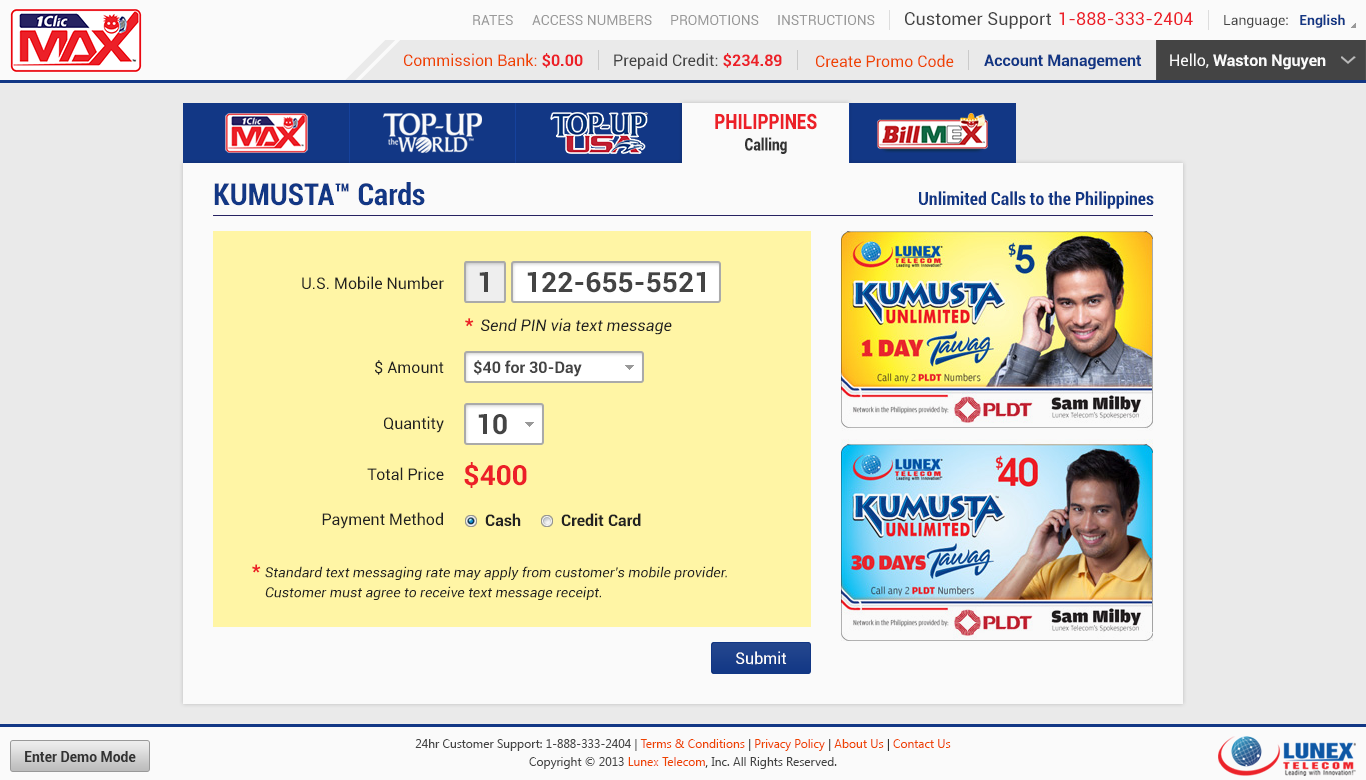 1Clic
MAX™
RATES ACCESS NUMBERS PROMOTIONS INSTRUCTIONS Customer Support 1-888-333-2404 Language: English
Commission Bank: $0.00 Prepaid Credit: $234.89 Create Promo Code Account Management Hello, Waston Nguyen
1Clic
MAX
TOP-UP
the WORLD™
TOP-UP
USA
PHILIPPINES
Calling
BillMEX
KUMUSTA™ Cards
Unlimited Calls to the Philippines
U.S. Mobile Number 1 122-655-5521
* Send PIN via text message
$ Amount $40 for 30-Day
Quantity 10
Total Price $400
Payment Method Cash Credit Card
* Standard text messaging rate may apply from customer's mobile provider.
Customer must agree to receive text message receipt.
Submit
LUNEX
TELECOM
Leading with Innovation!
$5
KUMUSTA
UNLIMITED
1 DAY Tawag
Call any 2 PLDT Numbers
Network in the Philippines provided by: PLDT
Sam Milby
Lunex Telecom's Spokesperson
LUNEX
TELECOM
Leading with Innovation!
$40
KUMUSTA
UNLIMITED
30 DAYS Tawag
Call any 2 PLDT Numbers
Network in the Philippines provided by: PLDT
Sam Milby
Lunex Telecom's Spokesperson
Enter Demo Mode
24hr Customer Support: 1-888-333-2404 | Terms & Conditions | Privacy Policy | About Us | Contact Us
Copyright © 2013 Lunex Telecom, Inc. All Rights Reserved.
LUNEX
TELECOM
Leading with Innovation!